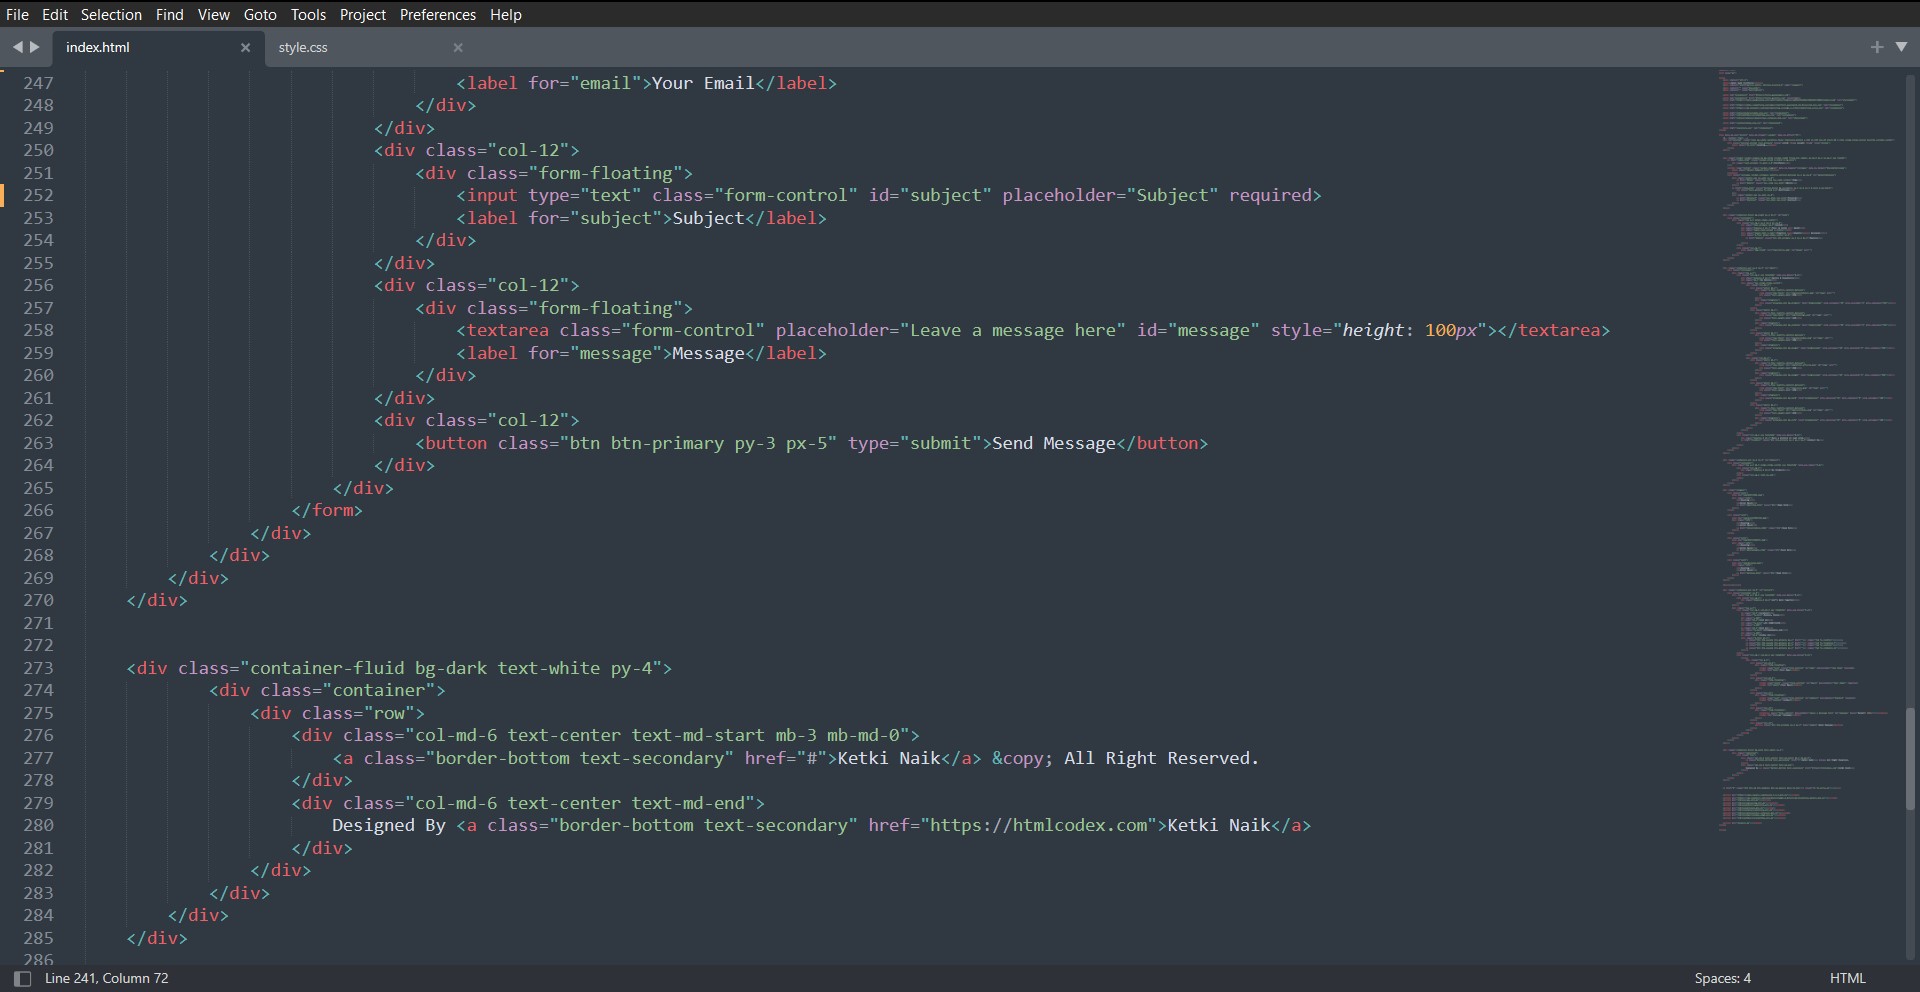 File Edit Selection Find View Goto Tools Project Preferences Help
index.html × style.css ×
247 <label for="email">Your Email</label>
248 </div>
249 </div>
250 <div class="col-12">
251 <div class="form-floating">
252 <input type="text" class="form-control" id="subject" placeholder="Subject" required>
253 <label for="subject">Subject</label>
254 </div>
255 </div>
256 <div class="col-12">
257 <div class="form-floating">
258 <textarea class="form-control" placeholder="Leave a message here" id="message" style="height: 100px"></textarea>
259 <label for="message">Message</label>
260 </div>
261 </div>
262 <div class="col-12">
263 <button class="btn btn-primary py-3 px-5" type="submit">Send Message</button>
264 </div>
265 </div>
266 </form>
267 </div>
268 </div>
269 </div>
270 </div>
271
272
273 <div class="container-fluid bg-dark text-white py-4">
274 <div class="container">
275 <div class="row">
276 <div class="col-md-6 text-center text-md-start mb-3 mb-md-0">
277 <a class="border-bottom text-secondary" href="#">Ketki Naik</a> &copy; All Right Reserved.
278 </div>
279 <div class="col-md-6 text-center text-md-end">
280 Designed By <a class="border-bottom text-secondary" href="https://htmlcodex.com">Ketki Naik</a>
281 </div>
282 </div>
283 </div>
284 </div>
285 </div>
286
Line 241, Column 72 Spaces: 4 HTML